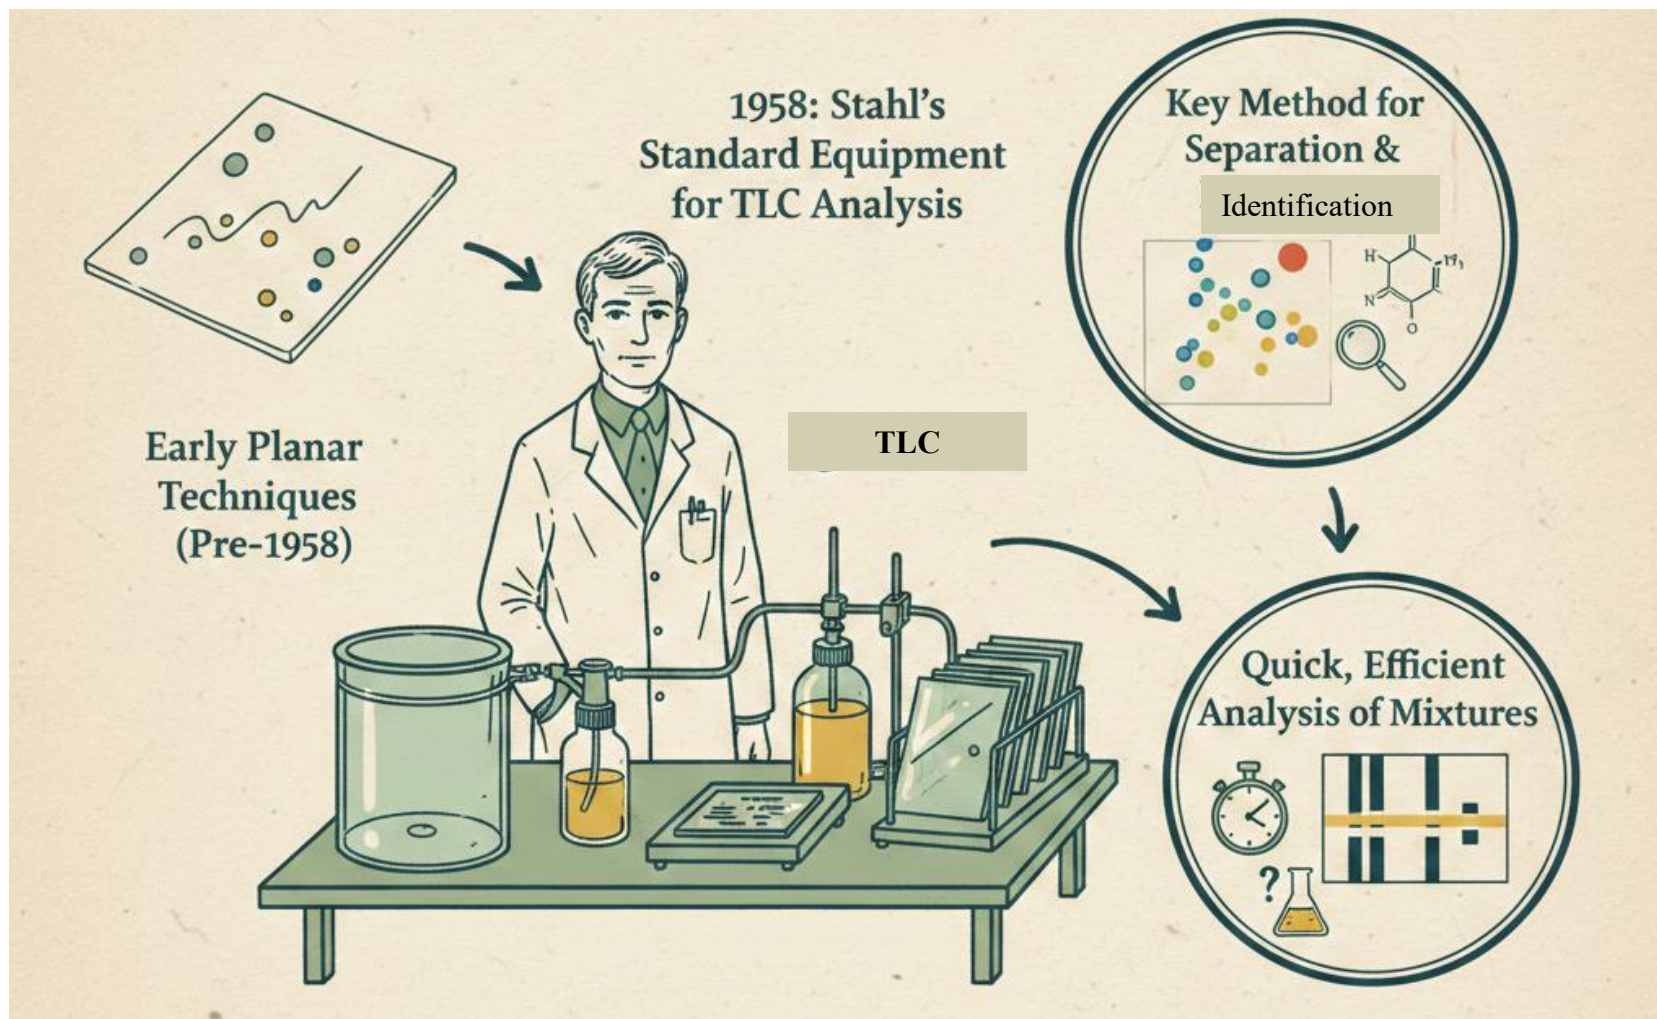 1958: Stahl's
Standard Equipment
for TLC Analysis
Early Planar
Techniques
(Pre-1958)
TLC
Key Method for
Separation &
Identification
H
N
O
Quick, Efficient
Analysis of Mixtures
?